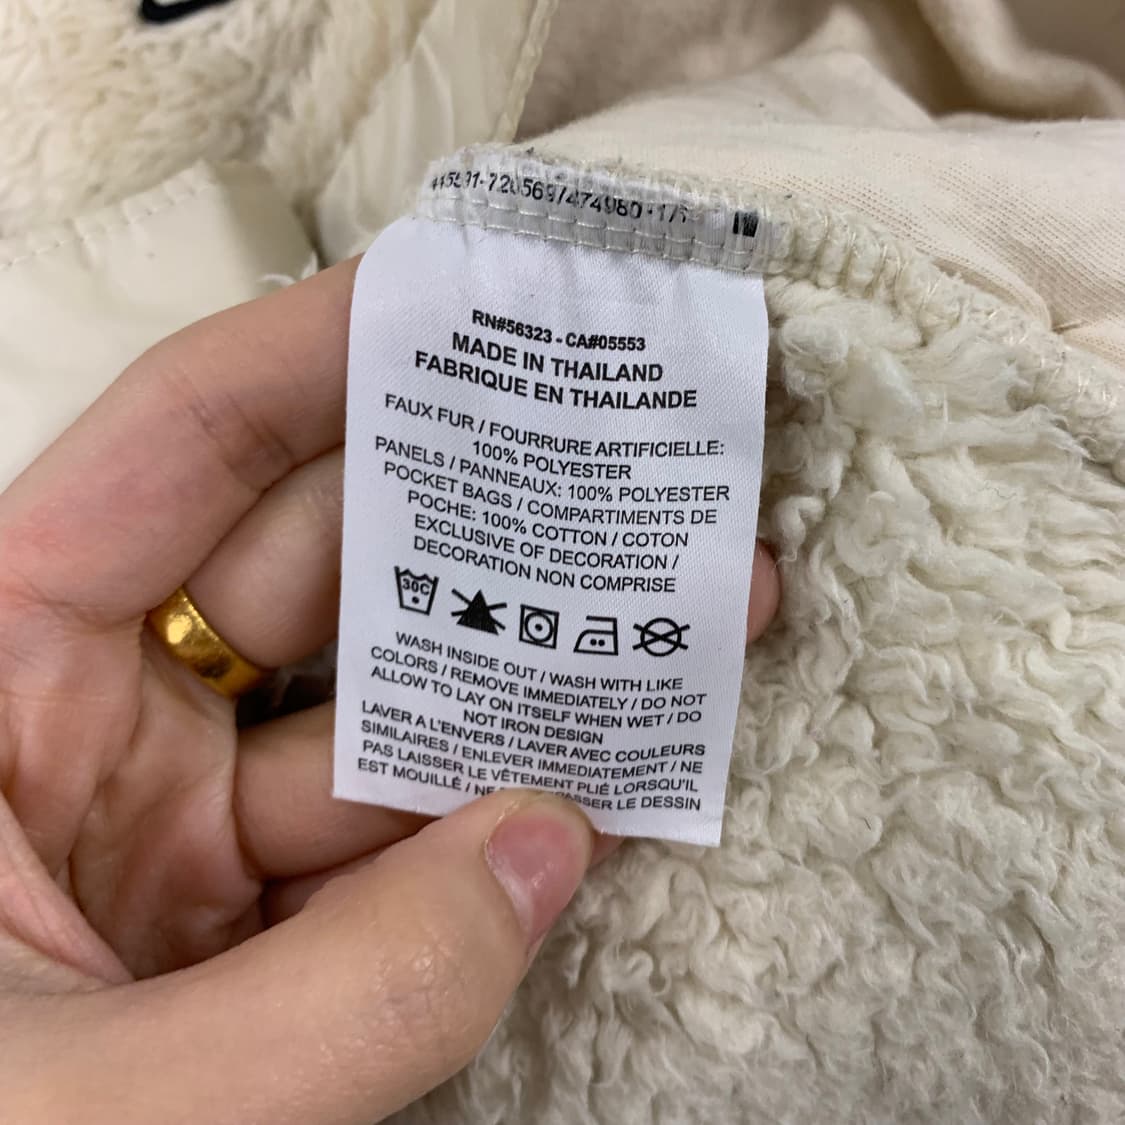 RN#56323 - CA#05553
MADE IN THAILAND
FABRIQUE EN THAILANDE
FAUX FUR / FOURRURE ARTIFICIELLE:
100% POLYESTER
PANELS / PANNEAUX: 100% POLYESTER
POCKET BAGS / COMPARTIMENTS DE
POCHE: 100% COTTON / COTON
EXCLUSIVE OF DECORATION /
DECORATION NON COMPRISE
30C
WASH INSIDE OUT / WASH WITH LIKE
COLORS / REMOVE IMMEDIATELY / DO NOT
ALLOW TO LAY ON ITSELF WHEN WET / DO
NOT IRON DESIGN
LAVER A L'ENVERS / LAVER AVEC COULEURS
SIMILAIRES / ENLEVER IMMEDIATEMENT / NE
PAS LAISSER LE VÊTEMENT PLIÉ LORSQU'IL
EST MOUILLÉ / LE DESSIN